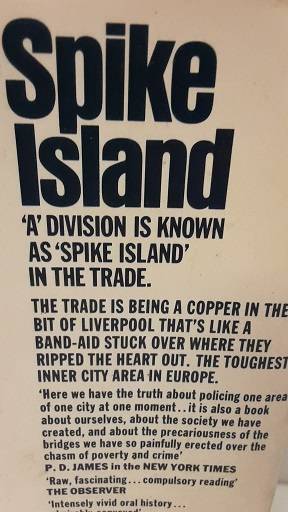 Spike
Island
'A' DIVISION IS KNOWN
AS 'SPIKE ISLAND'
IN THE TRADE.
THE TRADE IS BEING A COPPER IN THE
BIT OF LIVERPOOL THAT'S LIKE A
BAND-AID STUCK OVER WHERE THEY
RIPPED THE HEART OUT. THE TOUGHEST
INNER CITY AREA IN EUROPE.
'Here we have the truth about policing one area
of one city at one moment.. it is also a book
about ourselves, about the society we have
created, and about the precariousness of the
bridges we have so painfully erected over the
chasm of poverty and crime'
P. D. JAMES in the NEW YORK TIMES
'Raw, fascinating... compulsory reading'
THE OBSERVER
'Intensely vivid oral history...